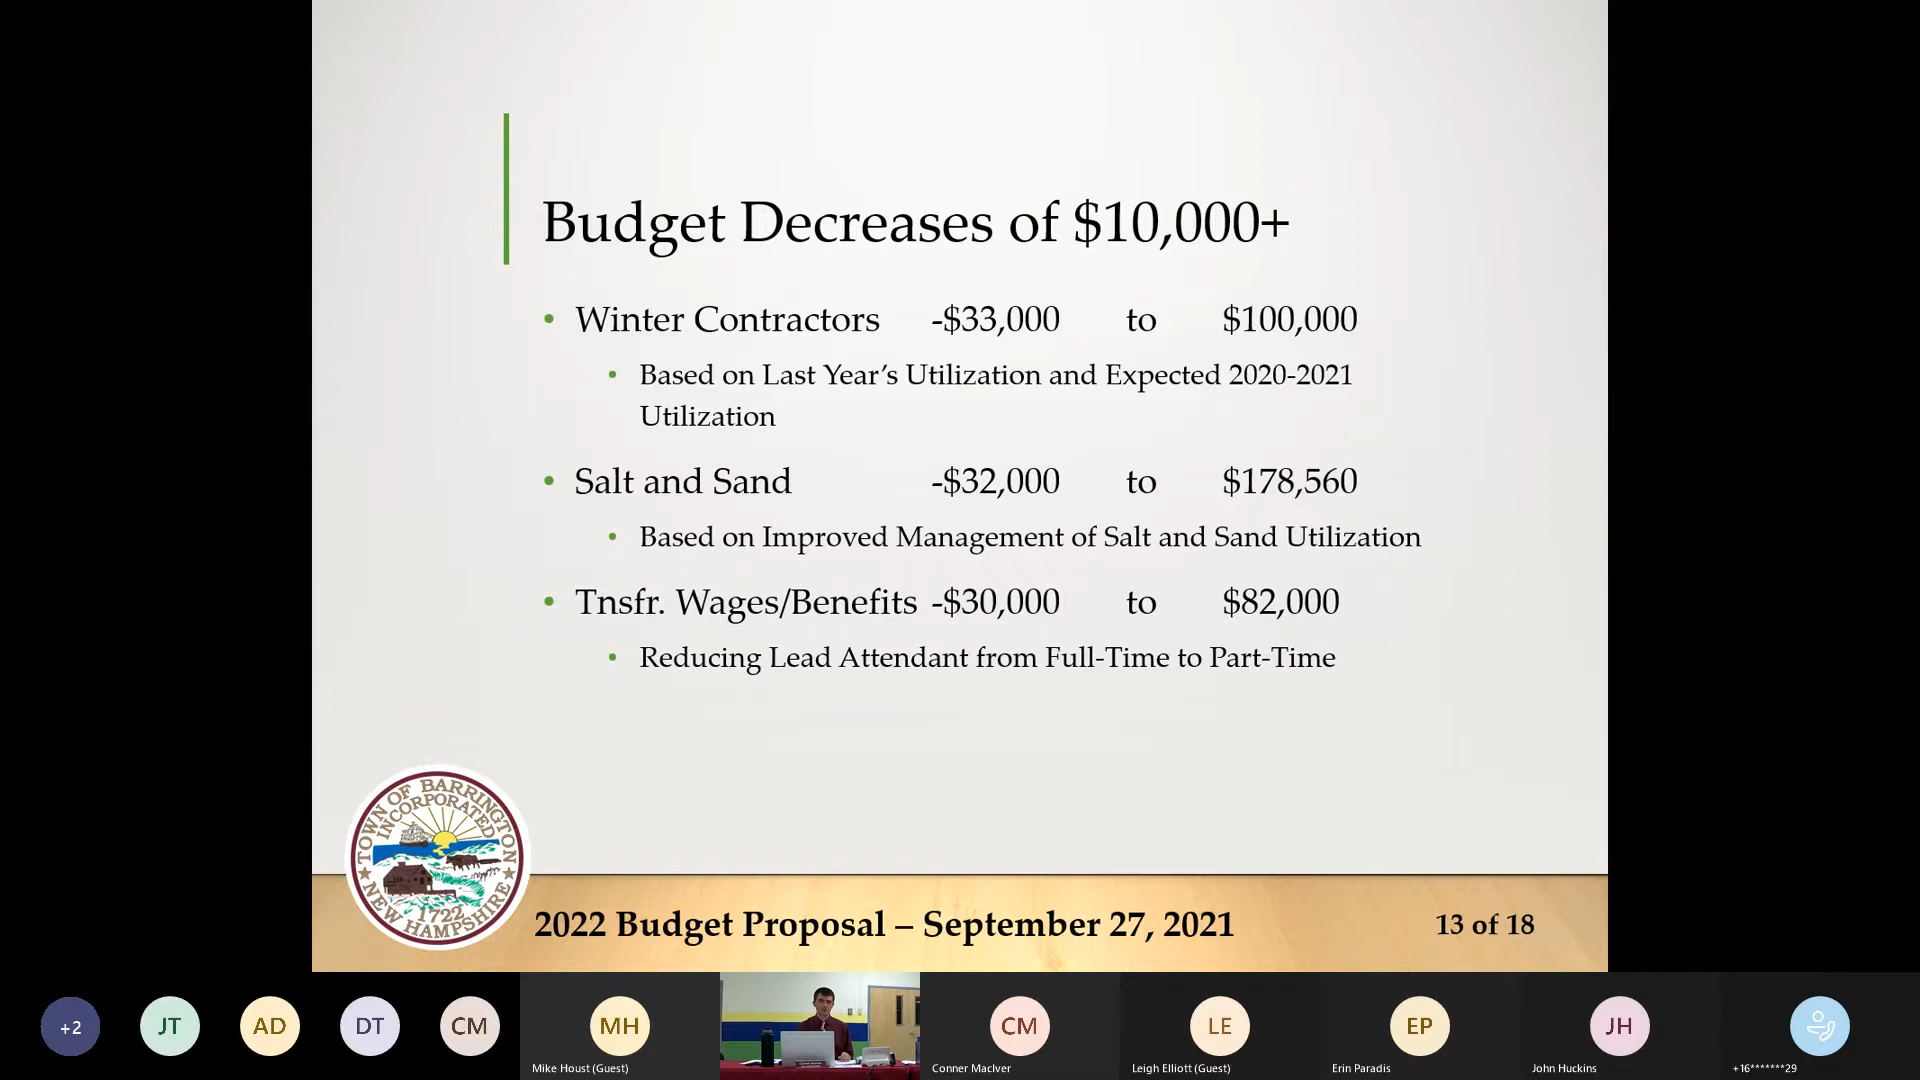 Budget Decreases of $10,000+
• Winter Contractors -$33,000 to $100,000
• Based on Last Year’s Utilization and Expected 2020-2021
Utilization
• Salt and Sand -$32,000 to $178,560
• Based on Improved Management of Salt and Sand Utilization
• Tnsfr. Wages/Benefits -$30,000 to $82,000
• Reducing Lead Attendant from Full-Time to Part-Time
TOWN OF BARRINGTON
INCORPORATED
1722
NEW HAMPSHIRE
2022 Budget Proposal – September 27, 2021
13 of 18
+2 JT AD DT CM MH CM LE EP JH
Mike Houst (Guest) Conner MacIver Leigh Elliott (Guest) Erin Paradis John Huckins +16*******29